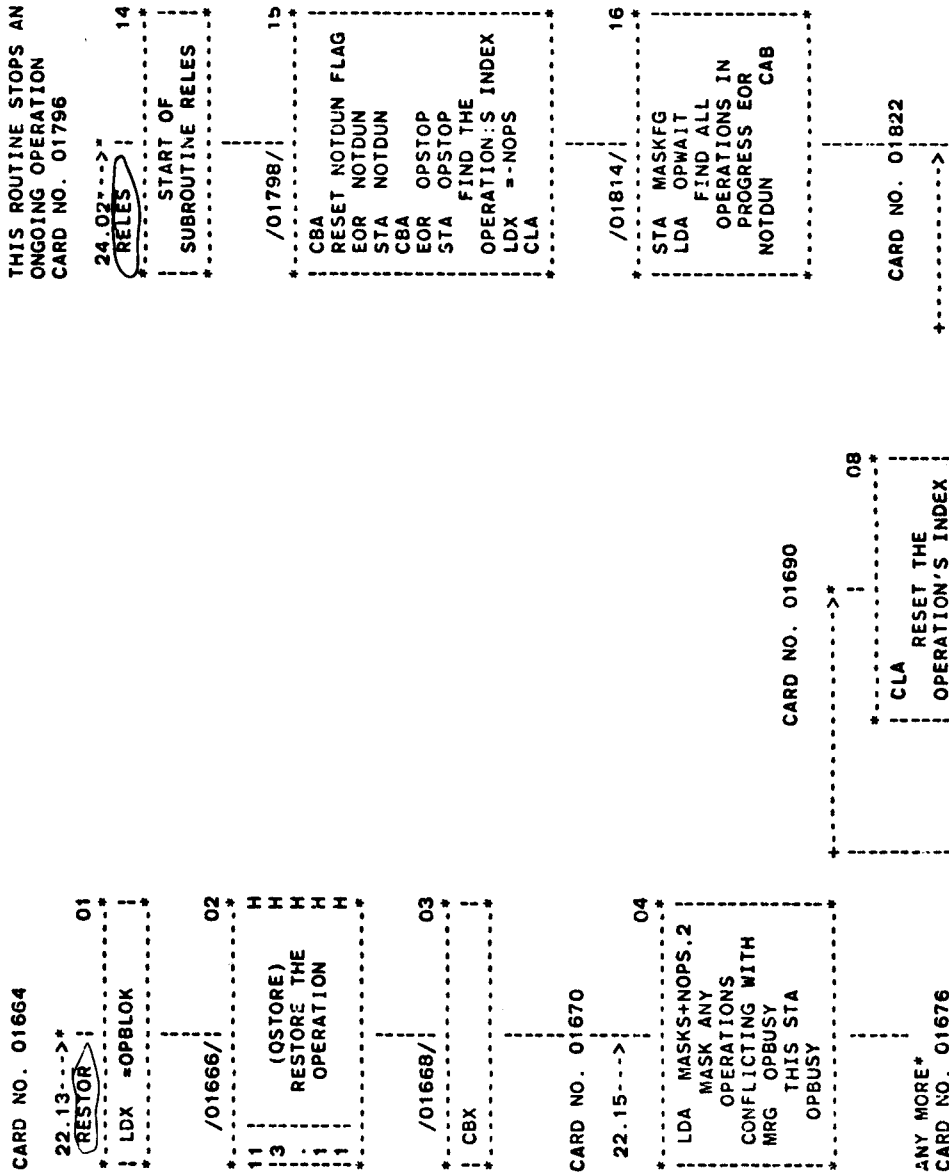 CARD NO. 01664
22.13--->*
RESTOR
01
LDX =OPBLOK
/01666/
02
11 H
13 (QSTORE) H
. RESTORE THE H
1 OPERATION H
1 H
/01668/
03
CBX
CARD NO. 01670
22.15--->
04
LDA MASKS+NOPS.2
MASK ANY
OPERATIONS
CONFLICTING WITH
MRG OPBUSY
THIS STA
OPBUSY
ANY MORE*
CARD NO. 01676
CARD NO. 01690
08
CLA
RESET THE
OPERATION'S INDEX
THIS ROUTINE STOPS AN
ONGOING OPERATION
CARD NO. 01796
24.02--->*
RELES
14
START OF
SUBROUTINE RELES
/01798/
15
CBA
RESET NOTDUN FLAG
EOR NOTDUN
STA NOTDUN
CBA
EOR OPSTOP
STA OPSTOP
FIND THE
OPERATION:S INDEX
LDX =-NOPS
CLA
/01814/
16
STA MASKFG
LDA OPWAIT
FIND ALL
OPERATIONS IN
PROGRESS EOR
NOTDUN CAB
CARD NO. 01822